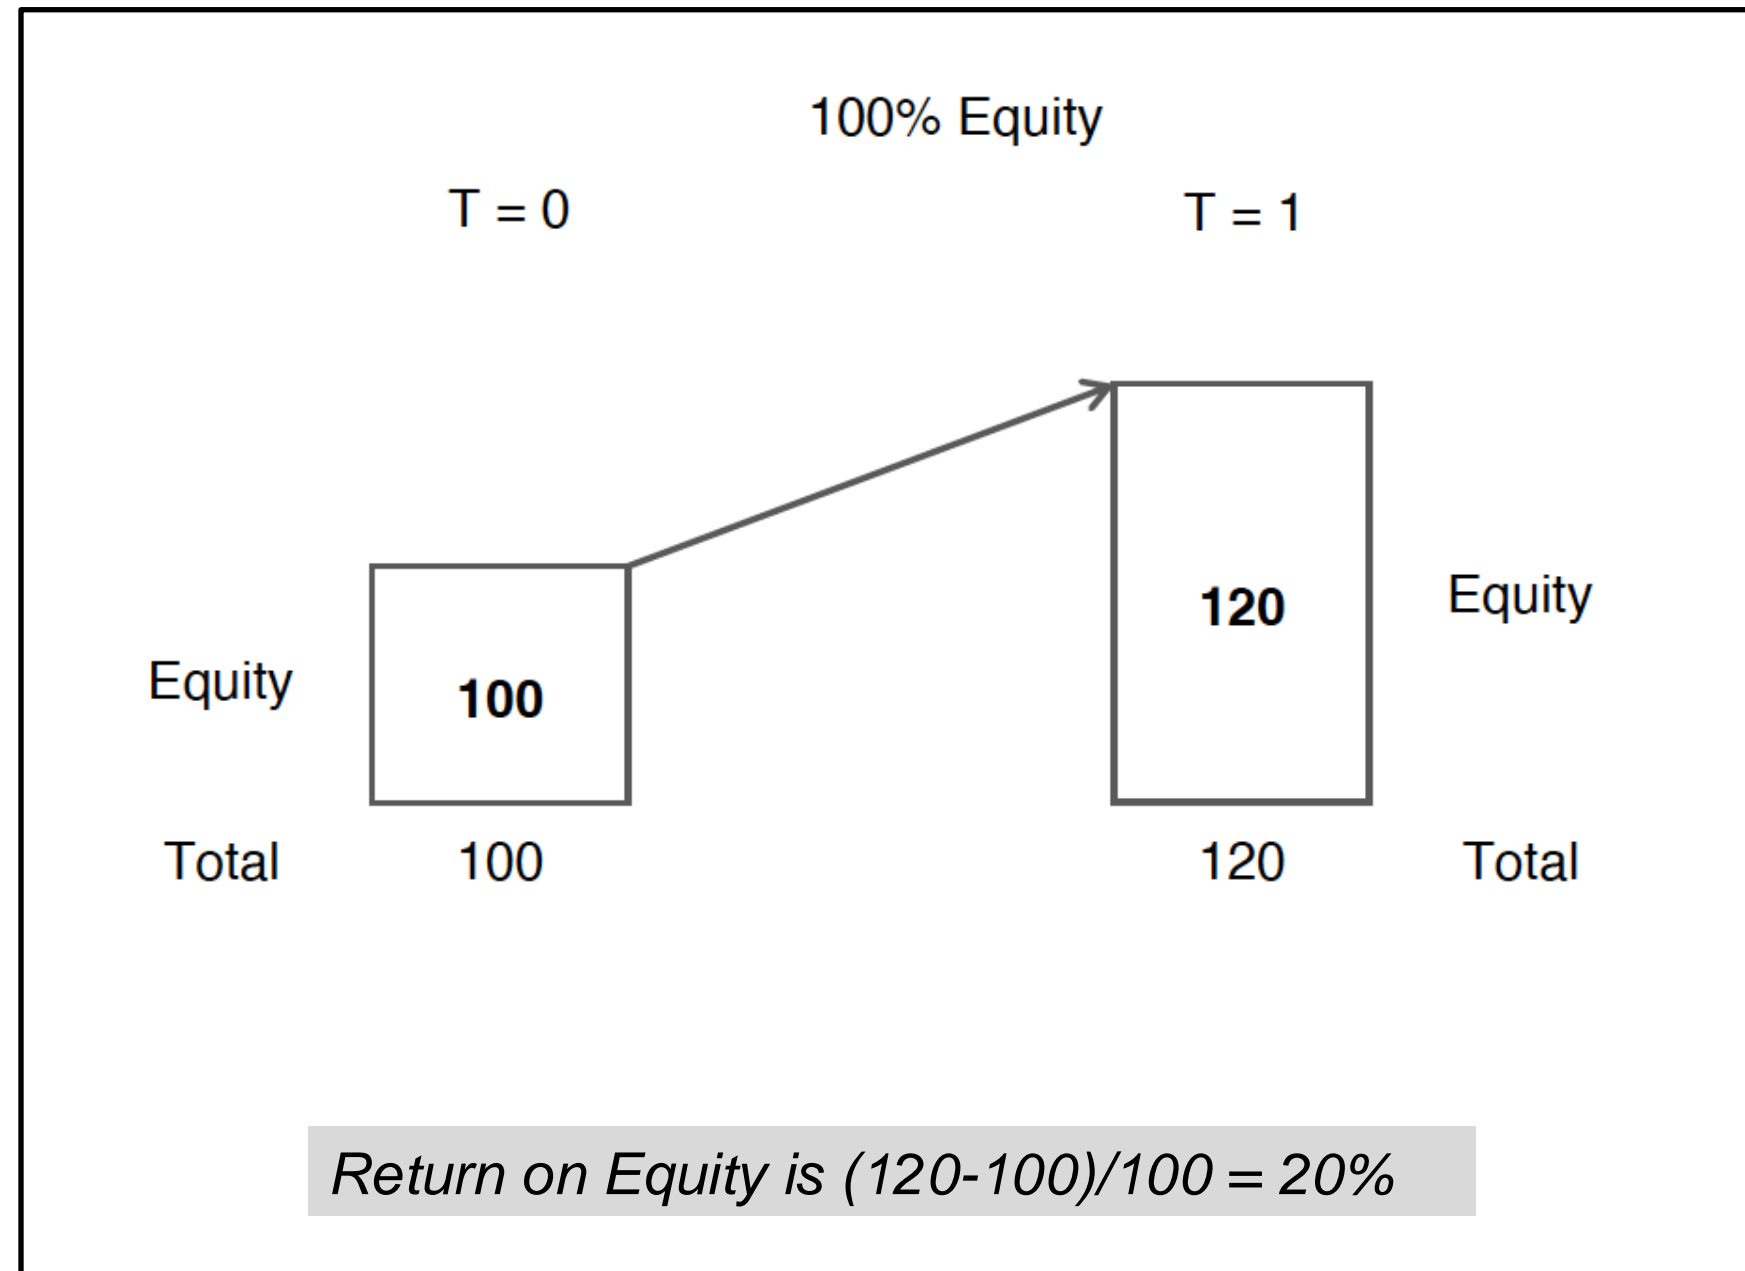 100% Equity
T = 0 T = 1
120 Equity
Equity 100
Total 100 120 Total
Return on Equity is (120-100)/100 = 20%